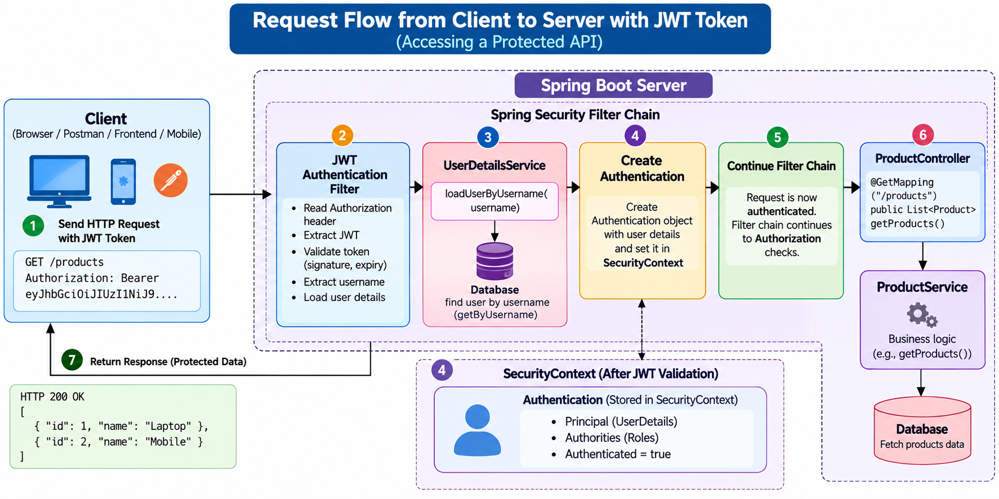 Request Flow from Client to Server with JWT Token
(Accessing a Protected API)
Spring Boot Server
Spring Security Filter Chain
Client
(Browser / Postman / Frontend / Mobile)
1
Send HTTP Request
with JWT Token
GET /products
Authorization: Bearer
eyJhbGciOiJIUzI1NiJ9....
2
JWT
Authentication
Filter
• Read Authorization
header
• Extract JWT
• Validate token
(signature, expiry)
• Extract username
• Load user details
3
UserDetailsService
loadUserByUsername(
username)
Database
find user by username
(getByUsername)
4
Create
Authentication
Create
Authentication object
with user details
and set it in
SecurityContext
5
Continue Filter Chain
Request is now
authenticated.
Filter chain continues
to Authorization
checks.
6
ProductController
@GetMapping
("/products")
public List<Product>
getProducts()
ProductService
Business logic
(e.g., getProducts())
Database
Fetch products data
4
SecurityContext (After JWT Validation)
Authentication (Stored in SecurityContext)
• Principal (UserDetails)
• Authorities (Roles)
• Authenticated = true
7
Return Response (Protected Data)
HTTP 200 OK
[
{ "id": 1, "name": "Laptop" },
{ "id": 2, "name": "Mobile" }
]